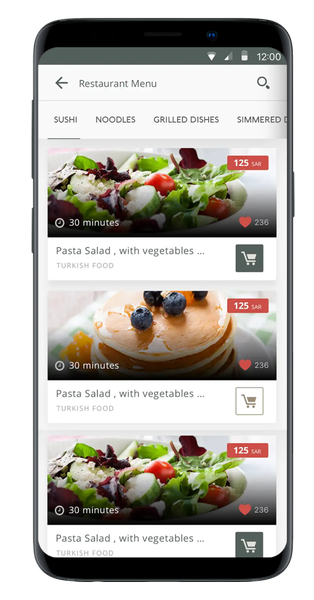 12:00
Restaurant Menu
SUSHI NOODLES GRILLED DISHES SIMMERED D
125 SAR
30 minutes 236
Pasta Salad , with vegetables ...
TURKISH FOOD
125 SAR
30 minutes 236
Pasta Salad , with vegetables ...
TURKISH FOOD
125 SAR
30 minutes 236
Pasta Salad , with vegetables ...
TURKISH FOOD